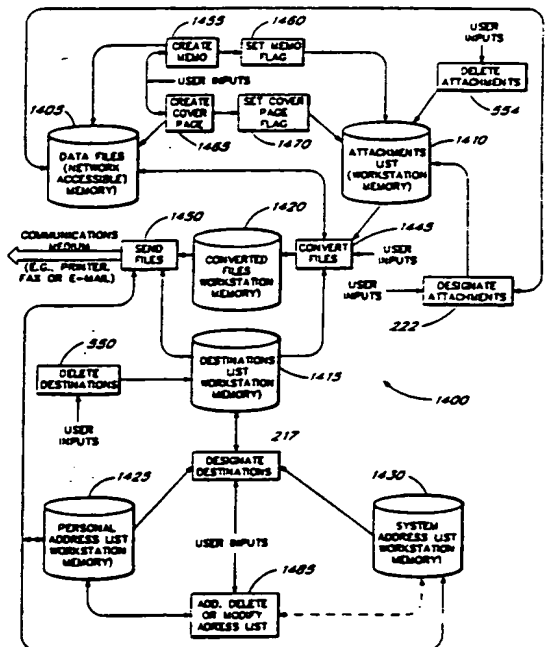 1455
1460
CREATE
MEMO
SET MEMO
FLAG
USER
INPUTS
USER INPUTS
DELETE
ATTACHMENTS
554
1405
CREATE
COVER
PAGE
SET COVER
PAGE
FLAG
1465
1470
1410
DATA FILES
(NETWORK
ACCESSIBLE)
MEMORY)
ATTACHMENTS
LIST
(WORKSTATION
MEMORY)
1450
1420
1445
COMMUNICATIONS
MEDIUM
(E.G., PRINTER,
FAX OR E-MAIL)
SEND
FILES
CONVERTED
FILES
WORKSTATION
MEMORY)
CONVERT
FILES
USER
INPUTS
USER
INPUTS
DESIGNATE
ATTACHMENTS
222
550
DELETE
DESTINATIONS
DESTINATIONS
LIST
WORKSTATION
MEMORY)
1415
1400
USER
INPUTS
217
DESIGNATE
DESTINATIONS
1425
1430
PERSONAL
ADDRESS LIST
WORKSTATION
MEMORY)
SYSTEM
ADDRESS LIST
WORKSTATION
MEMORY)
USER INPUTS
1485
ADD, DELETE
OR MODIFY
ADRESS LIST